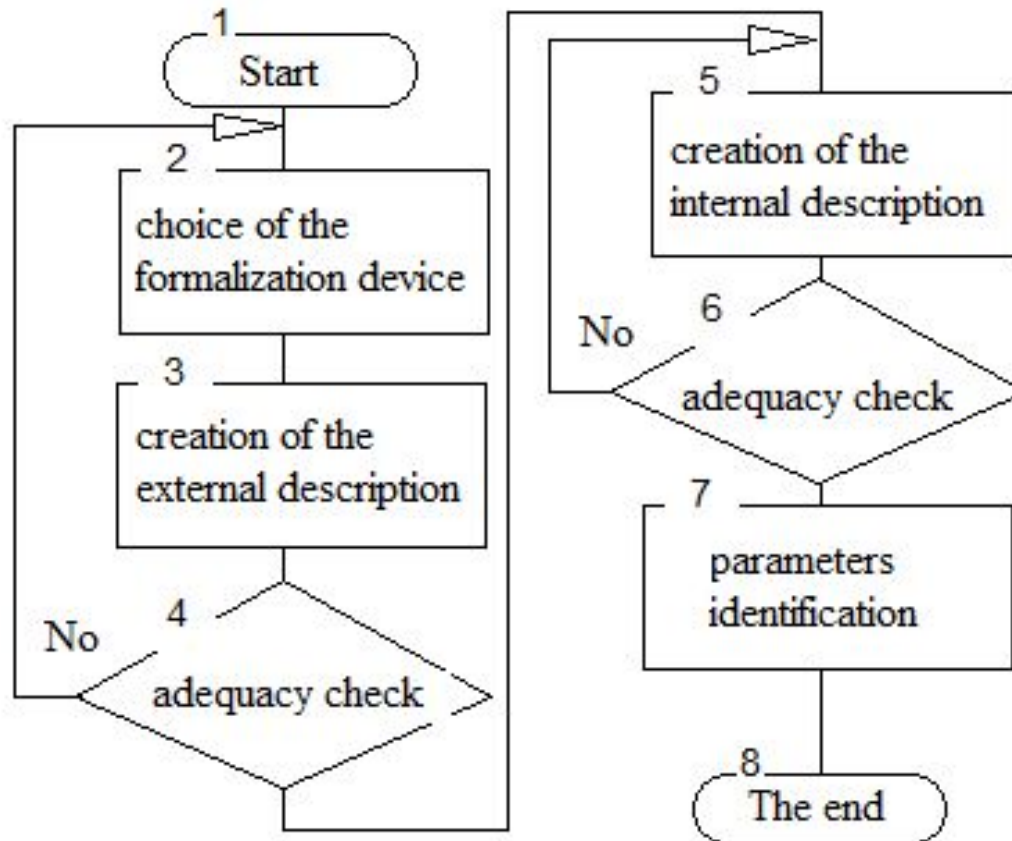 1
Start
2
choice of the
formalization device
3
creation of the
external description
4
No
adequacy check
5
creation of the
internal description
6
No
adequacy check
7
parameters
identification
8
The end